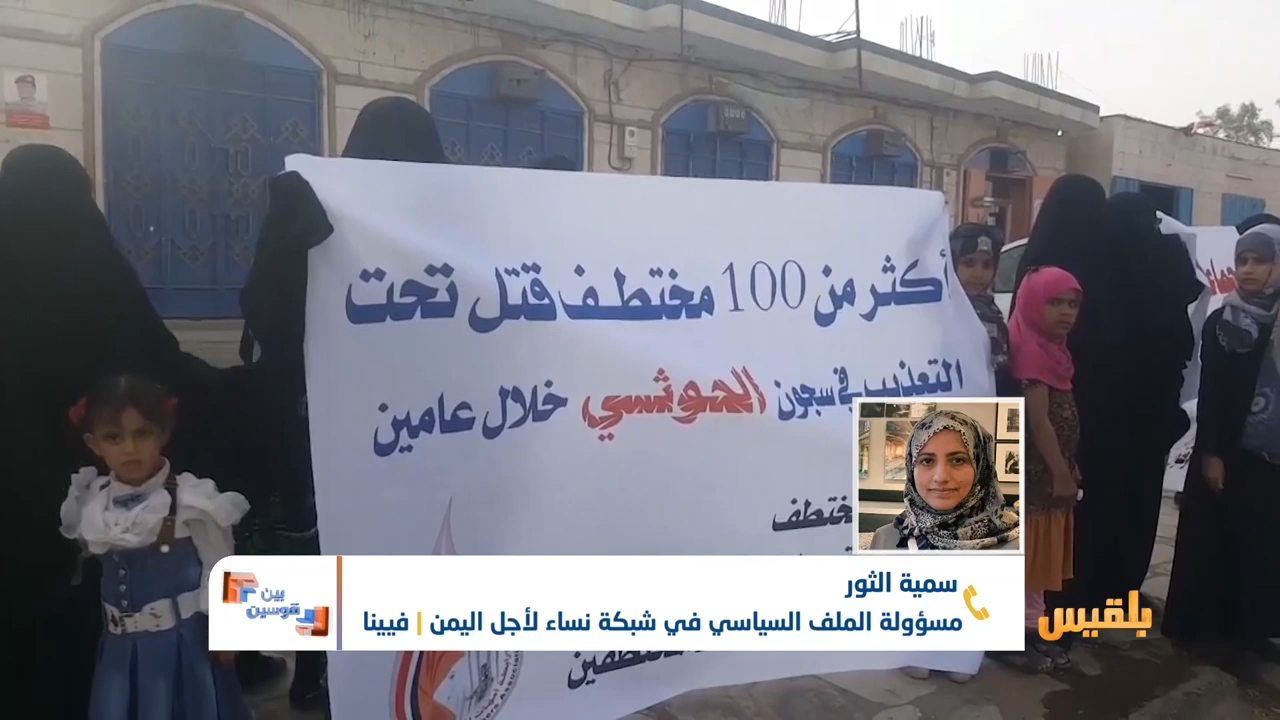 أكثر من 100 مختطف قتل تحت
التعذيب في سجون الحوثي خلال عامين
بين قوسين
سمية الثور
مسؤولة الملف السياسي في شبكة نساء لأجل اليمن | فيينا
بلقيس